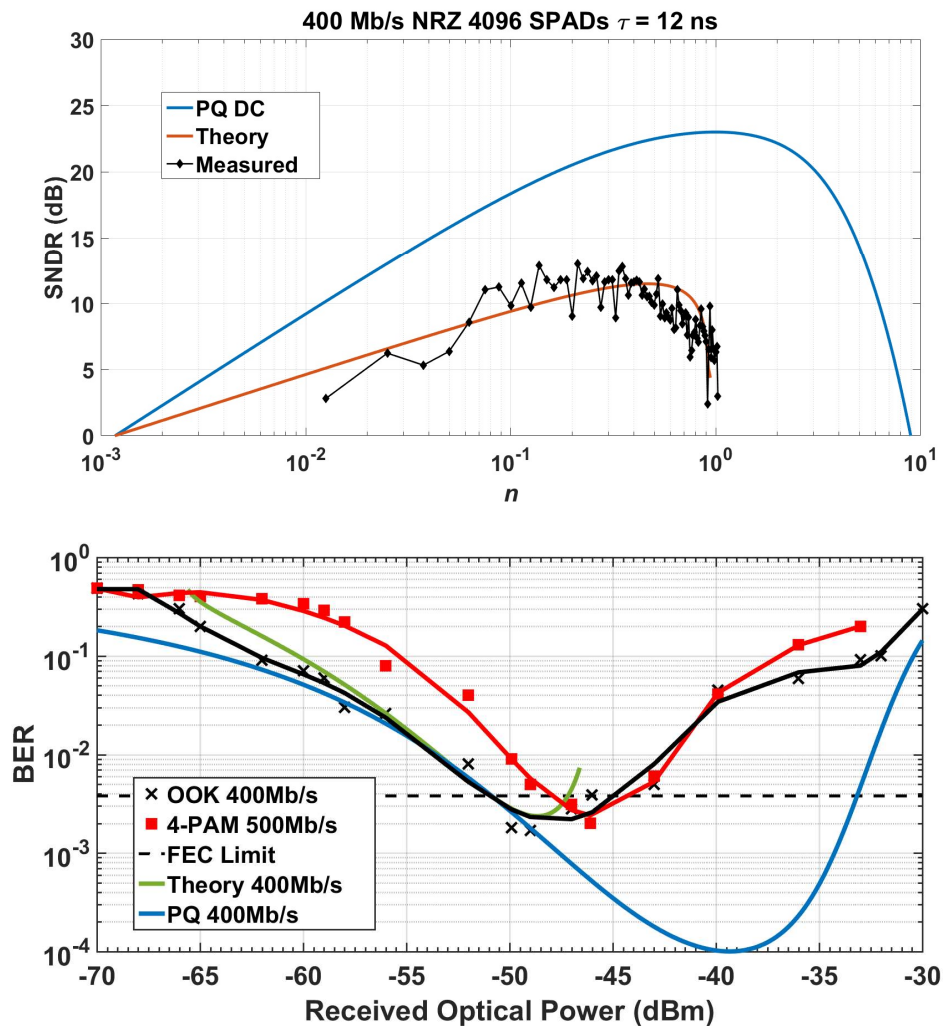 400 Mb/s NRZ 4096 SPADs τ = 12 ns
30
25
20
15
10
5
0
SNDR (dB)
PQ DC
Theory
Measured
10^-3
10^-2
10^-1
10^0
10^1
n
10^0
10^-1
10^-2
10^-3
10^-4
BER
OOK 400Mb/s
4-PAM 500Mb/s
FEC Limit
Theory 400Mb/s
PQ 400Mb/s
-70 -65 -60 -55 -50 -45 -40 -35 -30
Received Optical Power (dBm)